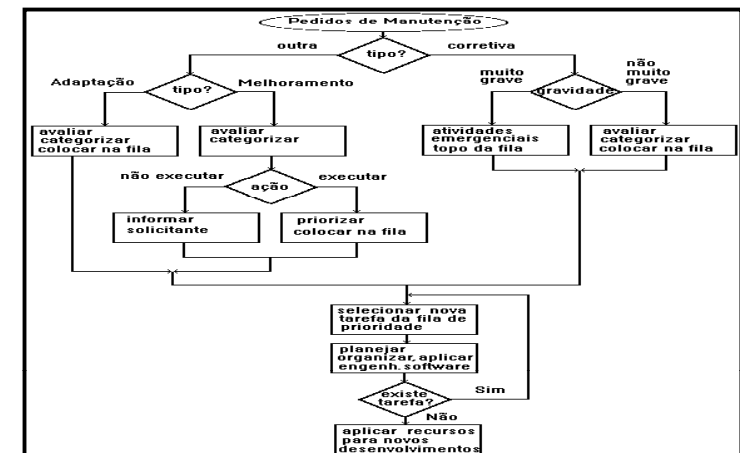 Pedidos de Manutenção
outra
tipo?
corretiva
Adaptação
tipo?
Melhoramento
muito
grave
gravidade
não
muito
grave
avaliar
categorizar
colocar na fila
avaliar
categorizar
atividades
emergenciais
topo da fila
avaliar
categorizar
colocar na fila
não executar
ação
executar
informar
solicitante
priorizar
colocar na fila
selecionar nova
tarefa da fila de
prioridade
planejar
organizar, aplicar
engenh. software
existe
tarefa?
Sim
Não
aplicar recursos
para novos
desenvolvimentos